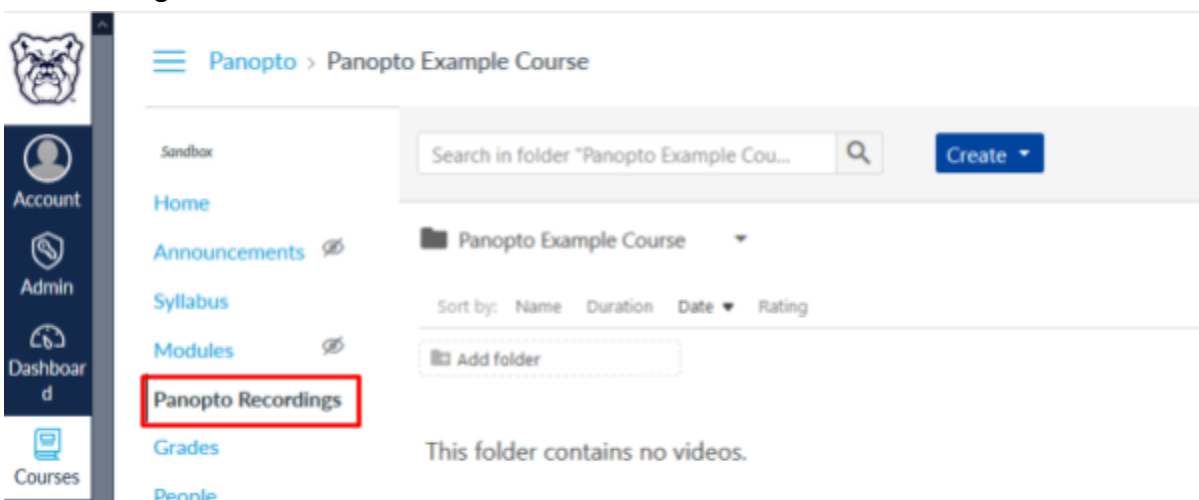 Panopto > Panopto Example Course
Account
Admin
Dashboar
d
Courses
Sandbox
Home
Announcements
Syllabus
Modules
Panopto Recordings
Grades
People
Search in folder "Panopto Example Cou...
Create
Panopto Example Course
Sort by: Name Duration Date Rating
Add folder
This folder contains no videos.